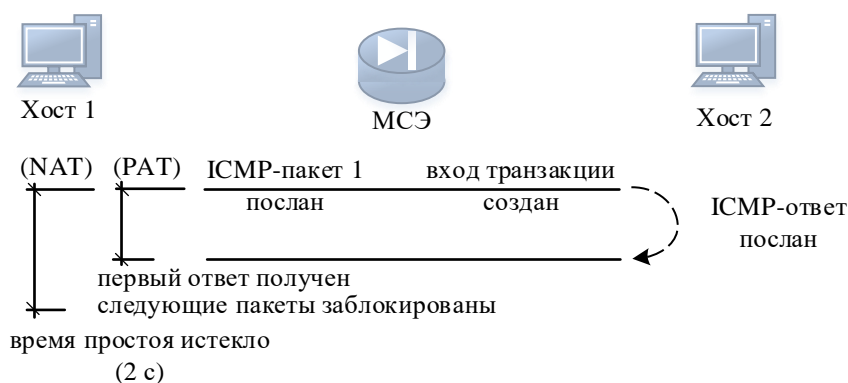 Хост 1
МСЭ
Хост 2
(NAT) (PAT) ICMP-пакет 1 вход транзакции
послан создан
ICMP-ответ
послан
первый ответ получен
следующие пакеты заблокированы
время простоя истекло
(2 с)